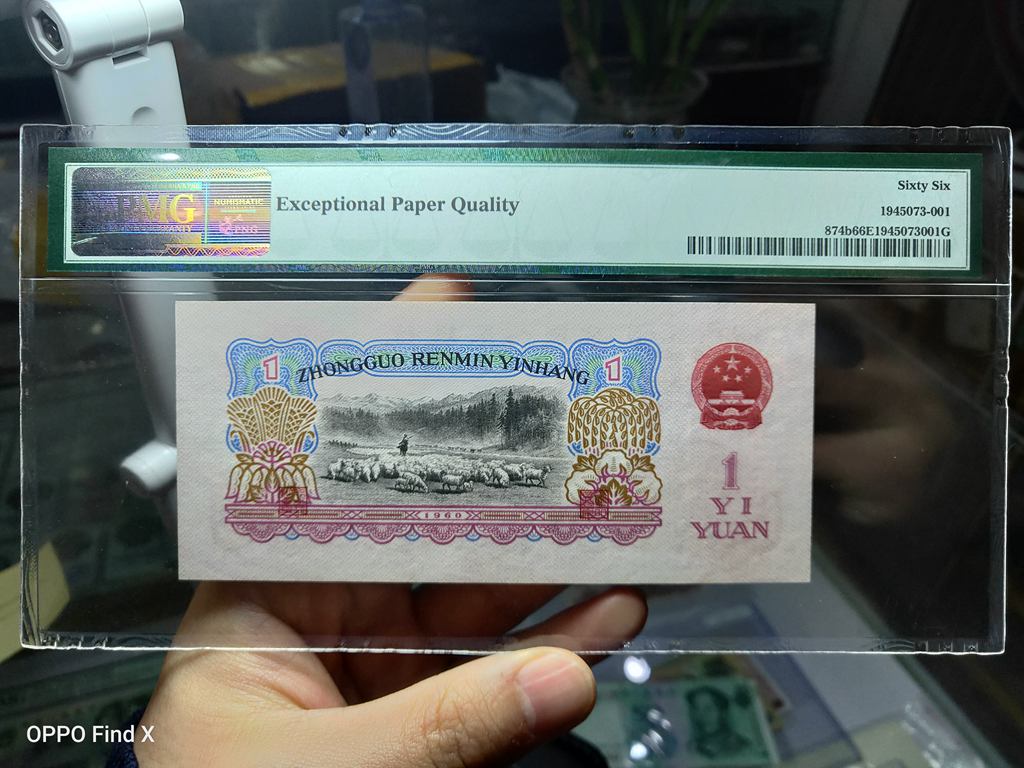 Sixty Six
PMG
NUMISMATIC
Exceptional Paper Quality
1945073-001
874b66E1945073001G
ZHONGGUO RENMIN YINHANG
1
1
1
YI
YUAN
1960
OPPO Find X